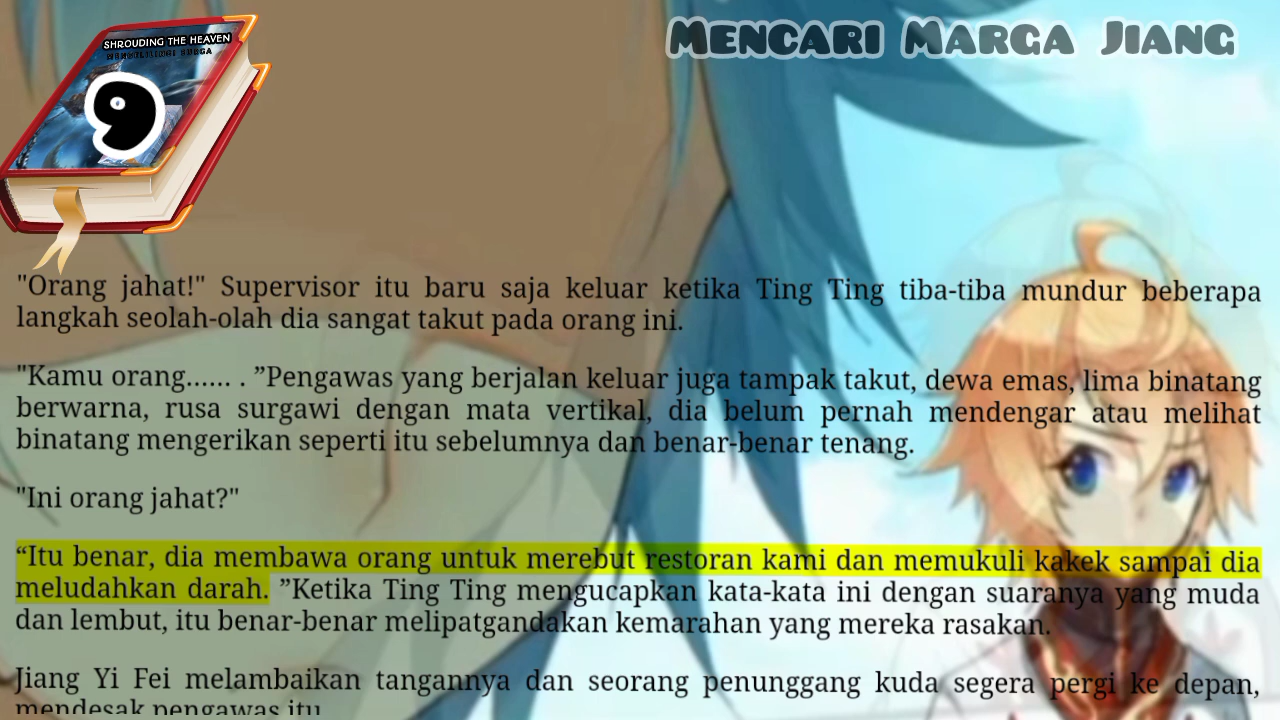 SHROUDING THE HEAVEN
9
MENCARI MARGA JIANG
"Orang jahat!" Supervisor itu baru saja keluar ketika Ting Ting tiba-tiba mundur beberapa
langkah seolah-olah dia sangat takut pada orang ini.
"Kamu orang...... . ”Pengawas yang berjalan keluar juga tampak takut, dewa emas, lima binatang
berwarna, rusa surgawi dengan mata vertikal, dia belum pernah mendengar atau melihat
binatang mengerikan seperti itu sebelumnya dan benar-benar tenang.
"Ini orang jahat?"
“Itu benar, dia membawa orang untuk merebut restoran kami dan memukuli kakek sampai dia
meludahkan darah. ”Ketika Ting Ting mengucapkan kata-kata ini dengan suaranya yang muda
dan lembut, itu benar-benar melipatgandakan kemarahan yang mereka rasakan.
Jiang Yi Fei melambaikan tangannya dan seorang penunggang kuda segera pergi ke depan,
mendesak pengawas itu